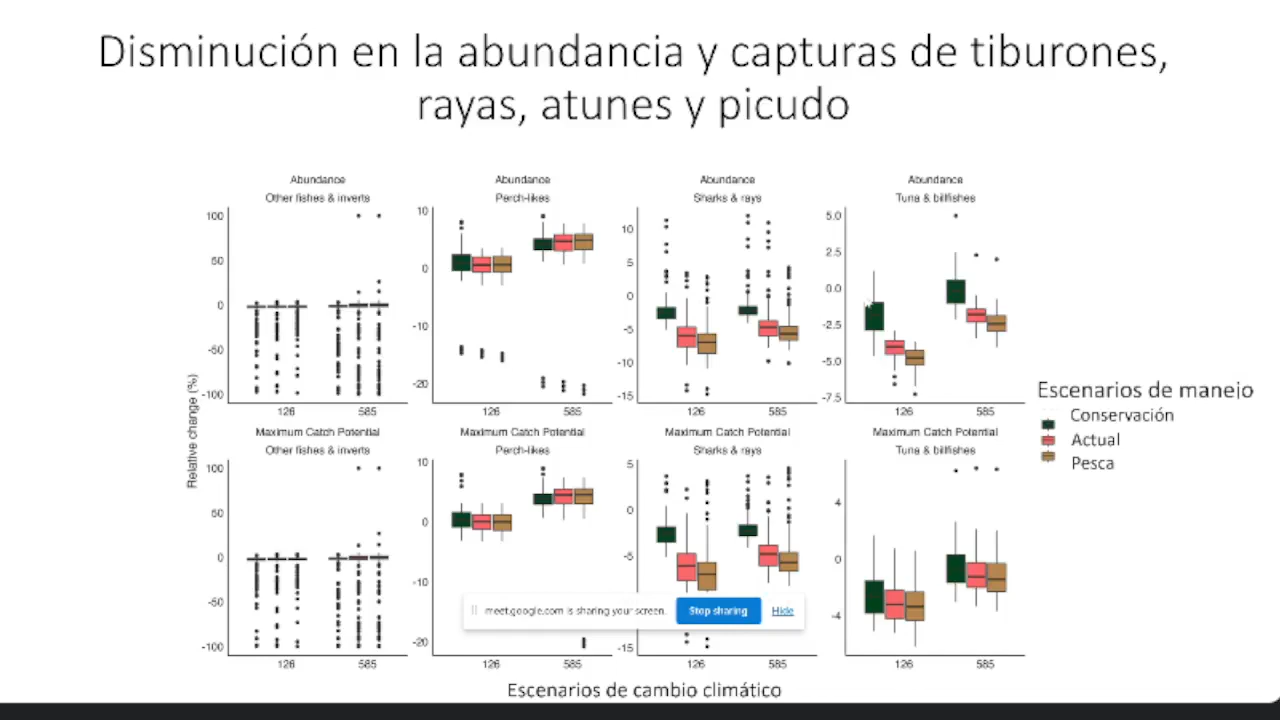 Disminución en la abundancia y capturas de tiburones,
rayas, atunes y picudo
Abundance
Other fishes & inverts
Abundance
Perch-likes
Abundance
Sharks & rays
Abundance
Tuna & billfishes
100
50
0
-50
-100
10
0
-10
-20
10
5
0
-5
-10
-15
5.0
2.5
0.0
-2.5
-5.0
-7.5
126
585
126
585
126
585
126
585
Relative change (%)
Maximum Catch Potential
Other fishes & inverts
Maximum Catch Potential
Perch-likes
Maximum Catch Potential
Sharks & rays
Maximum Catch Potential
Tuna & billfishes
100
50
0
-50
-100
10
0
-10
-20
5
0
-5
-15
4
0
-4
126
585
126
585
126
585
126
585
Escenarios de manejo
Conservación
Actual
Pesca
meet.google.com is sharing your screen.
Stop sharing
Hide
Escenarios de cambio climático